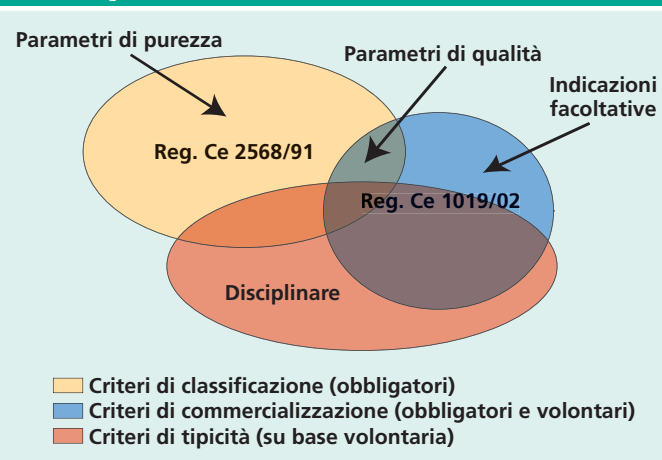 Parametri di purezza
Parametri di qualità
Indicazioni
facoltative
Reg. Ce 2568/91
Reg. Ce 1019/02
Disciplinare
Criteri di classificazione (obbligatori)
Criteri di commercializzazione (obbligatori e volontari)
Criteri di tipicità (su base volontaria)